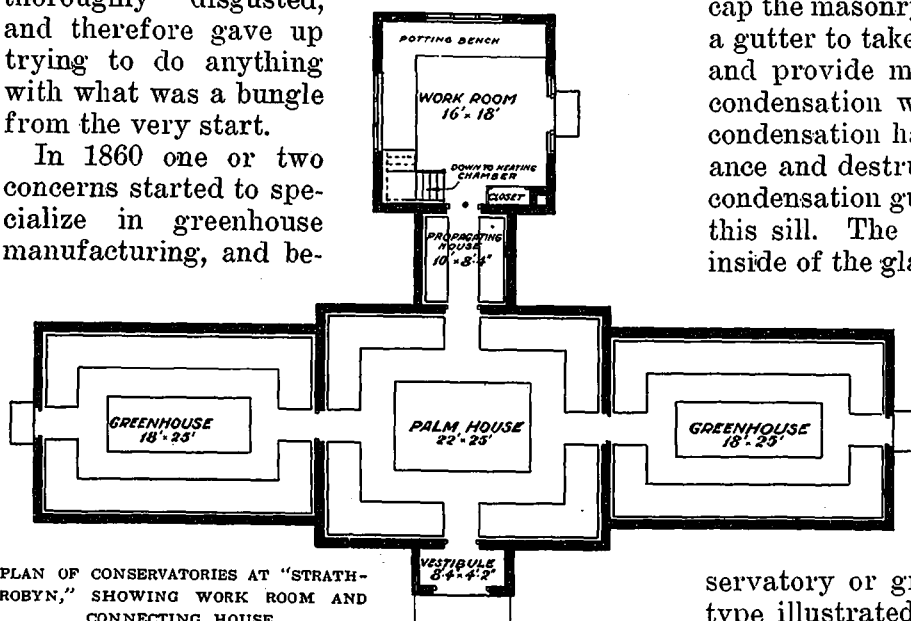 thoroughly disgusted,
and therefore gave up
trying to do anything
with what was a bungle
from the very start.
In 1860 one or two
concerns started to spe-
cialize in greenhouse
manufacturing, and be-
POTTING BENCH
WORK ROOM
16' × 18'
DOWN TO HEATING
CHAMBER
CLOSET
PROPAGATING
HOUSE
10' × 8'-4"
GREENHOUSE
18' × 25'
PALM HOUSE
22' × 25'
GREENHOUSE
18' × 25'
VESTIBULE
8'-4" × 4'-2"
PLAN OF CONSERVATORIES AT "STRATH-
ROBYN," SHOWING WORK ROOM AND
CONNECTING HOUSE
cap the masonry
a gutter to take
and provide m
condensation w
condensation ha
ance and destru
condensation gu
this sill. The
inside of the gla
servatory or gr
type illustrated